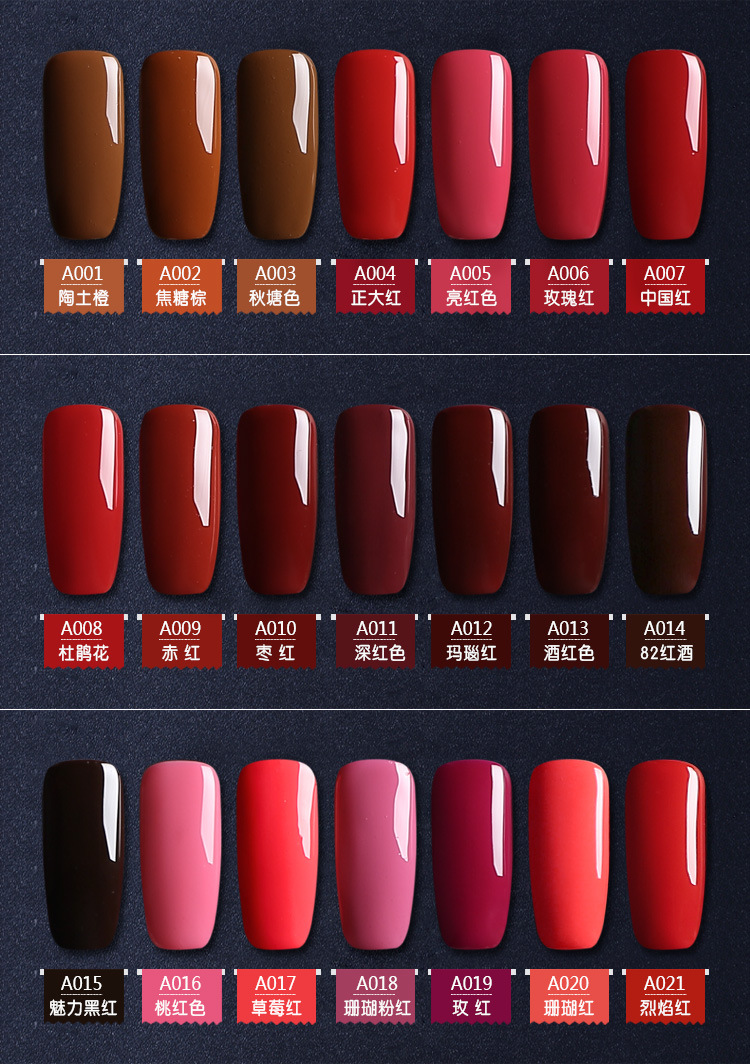 A001 A002 A003 A004 A005 A006 A007
陶土橙 焦糖棕 秋塘色 正大红 亮红色 玫瑰红 中国红
A008 A009 A010 A011 A012 A013 A014
杜鹃花 赤 红 枣 红 深红色 玛瑙红 酒红色 82红酒
A015 A016 A017 A018 A019 A020 A021
魅力黑红 桃红色 草莓红 珊瑚粉红 玫 红 珊瑚红 烈焰红